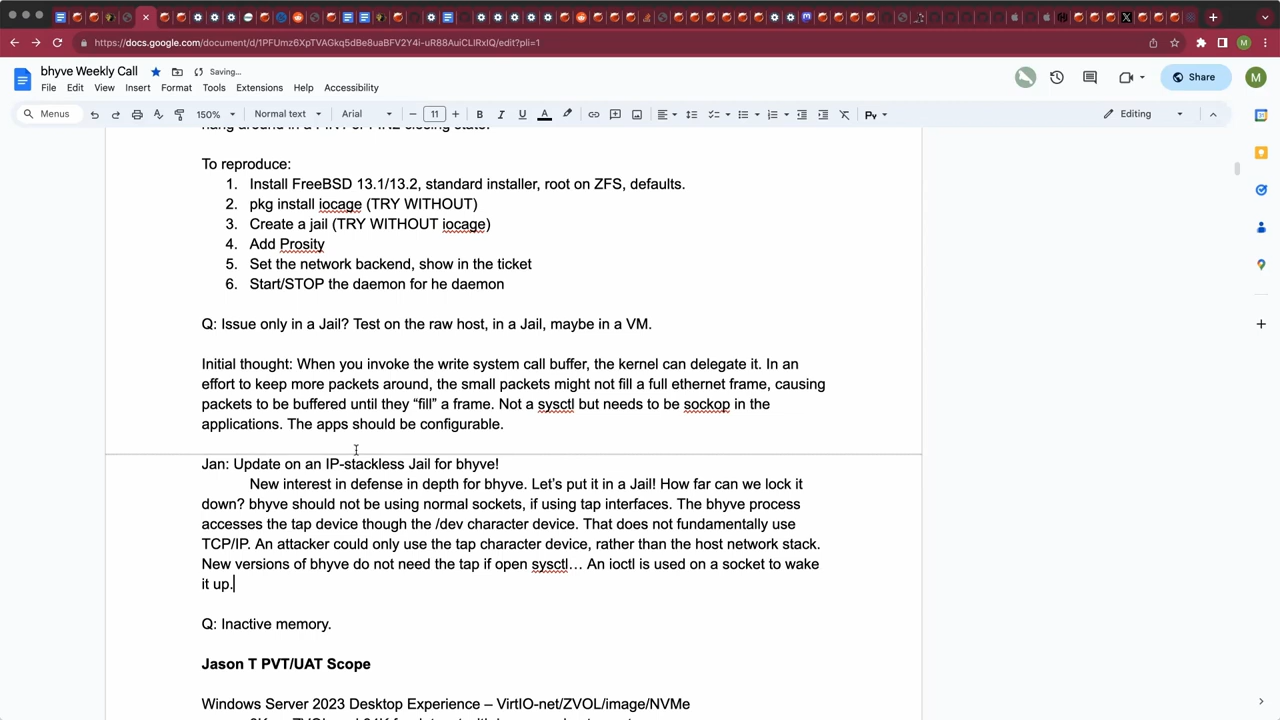 https://docs.google.com/document/d/1PFUmz6XpTVAGkq5dBe8uaBFV2Y4i-uR88AuiCLIRxIQ/edit?pli=1
M
bhyve Weekly Call
Saving...
File Edit View Insert Format Tools Extensions Help Accessibility
Share
M
Menus
150%
Normal text
Arial
11
B I U A
Editing
To reproduce:
1. Install FreeBSD 13.1/13.2, standard installer, root on ZFS, defaults.
2. pkg install iocage (TRY WITHOUT)
3. Create a jail (TRY WITHOUT iocage)
4. Add Prosity
5. Set the network backend, show in the ticket
6. Start/STOP the daemon for he daemon
Q: Issue only in a Jail? Test on the raw host, in a Jail, maybe in a VM.
Initial thought: When you invoke the write system call buffer, the kernel can delegate it. In an
effort to keep more packets around, the small packets might not fill a full ethernet frame, causing
packets to be buffered until they “fill” a frame. Not a sysctl but needs to be sockop in the
applications. The apps should be configurable.
Jan: Update on an IP-stackless Jail for bhyve!
New interest in defense in depth for bhyve. Let’s put it in a Jail! How far can we lock it
down? bhyve should not be using normal sockets, if using tap interfaces. The bhyve process
accesses the tap device though the /dev character device. That does not fundamentally use
TCP/IP. An attacker could only use the tap character device, rather than the host network stack.
New versions of bhyve do not need the tap if open sysctl… An ioctl is used on a socket to wake
it up.
Q: Inactive memory.
Jason T PVT/UAT Scope
Windows Server 2023 Desktop Experience – VirtIO-net/ZVOL/image/NVMe